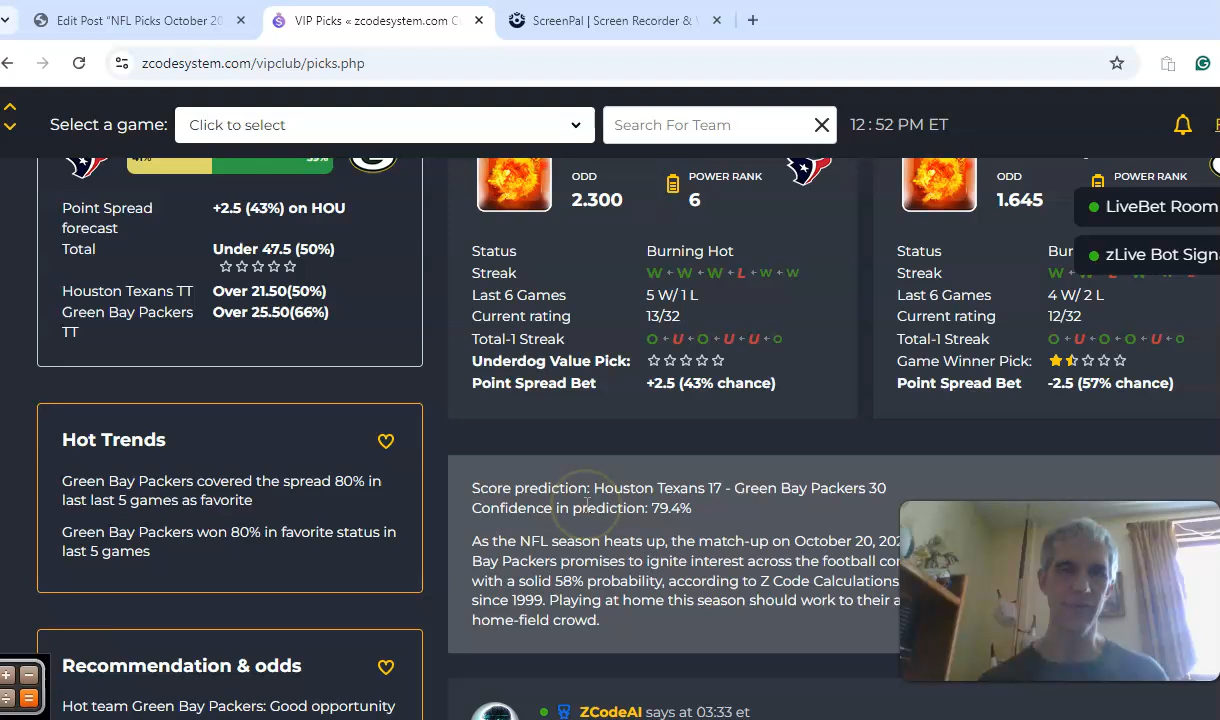 Edit Post "NFL Picks October 20
VIP Picks « zcodesystem.com C
ScreenPal | Screen Recorder &
zcodesystem.com/vipclub/picks.php
Select a game:
Click to select
Search For Team
12:52 PM ET
41%
59%
Point Spread forecast
+2.5 (43%) on HOU
Total
Under 47.5 (50%)
Houston Texans TT
Over 21.50(50%)
Green Bay Packers TT
Over 25.50(66%)
Hot Trends
Green Bay Packers covered the spread 80% in
last last 5 games as favorite
Green Bay Packers won 80% in favorite status in
last 5 games
Recommendation & odds
Hot team Green Bay Packers: Good opportunity
ODD
2.300
POWER RANK
6
Status
Burning Hot
Streak
W W W L W W
Last 6 Games
5 W/ 1 L
Current rating
13/32
Total-1 Streak
O U O U U O
Underdog Value Pick:
Point Spread Bet
+2.5 (43% chance)
ODD
1.645
POWER RANK
Status
Bur
Streak
Last 6 Games
4 W/ 2 L
Current rating
12/32
Total-1 Streak
O U O O U O
Game Winner Pick:
Point Spread Bet
-2.5 (57% chance)
LiveBet Room
zLive Bot Sign
Score prediction: Houston Texans 17 - Green Bay Packers 30
Confidence in prediction: 79.4%
As the NFL season heats up, the match-up on October 20, 202
Bay Packers promises to ignite interest across the football co
with a solid 58% probability, according to Z Code Calculations
since 1999. Playing at home this season should work to their a
home-field crowd.
ZCodeAI says at 03:33 et